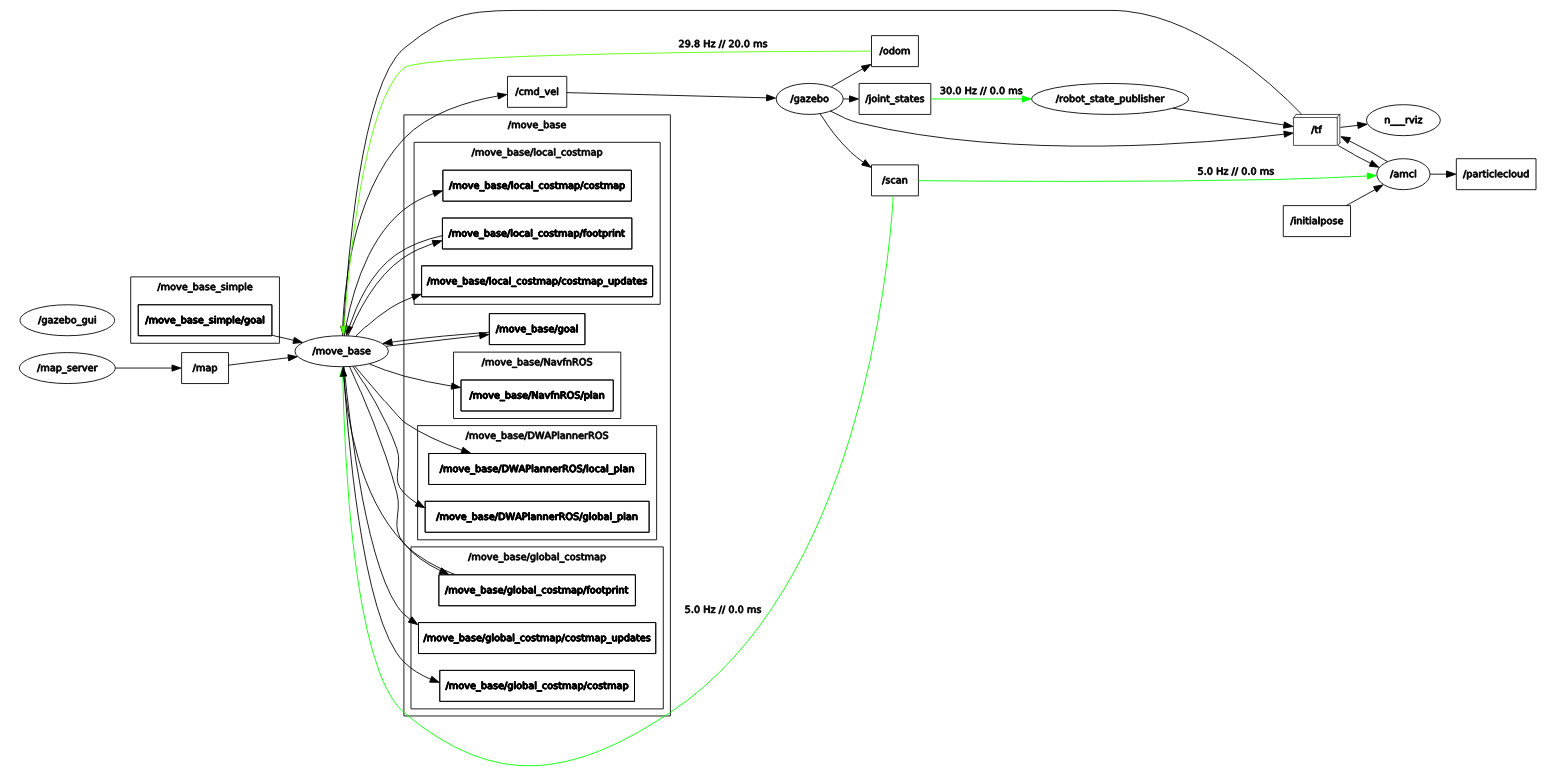 29.8 Hz // 20.0 ms
/odom
/cmd_vel
/gazebo
/joint_states
30.0 Hz // 0.0 ms
/robot_state_publisher
/tf
n___rviz
/move_base
/move_base/local_costmap
/move_base/local_costmap/costmap
/scan
5.0 Hz // 0.0 ms
/amcl
/particlecloud
/initialpose
/move_base/local_costmap/footprint
/move_base/local_costmap/costmap_updates
/move_base_simple
/move_base_simple/goal
/gazebo_gui
/map_server
/map
/move_base
/move_base/goal
/move_base/NavfnROS
/move_base/NavfnROS/plan
/move_base/DWAPlannerROS
/move_base/DWAPlannerROS/local_plan
/move_base/DWAPlannerROS/global_plan
/move_base/global_costmap
/move_base/global_costmap/footprint
5.0 Hz // 0.0 ms
/move_base/global_costmap/costmap_updates
/move_base/global_costmap/costmap